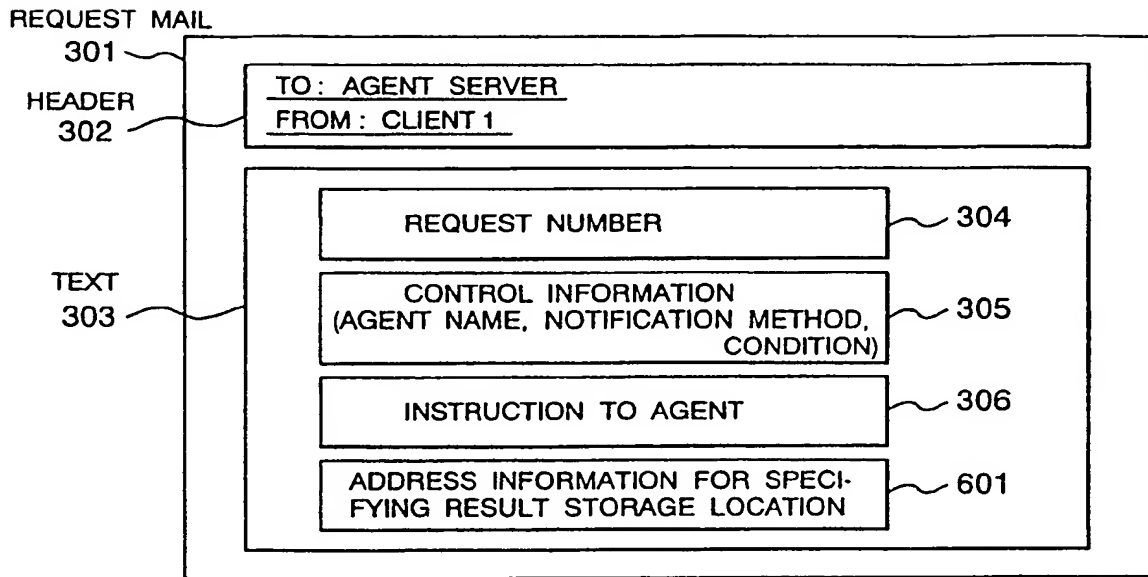 REQUEST MAIL
301
HEADER
302
TO: AGENT SERVER
FROM: CLIENT 1
TEXT
303
REQUEST NUMBER
304
CONTROL INFORMATION
(AGENT NAME, NOTIFICATION METHOD,
CONDITION)
305
INSTRUCTION TO AGENT
306
ADDRESS INFORMATION FOR SPECI-
FYING RESULT STORAGE LOCATION
601